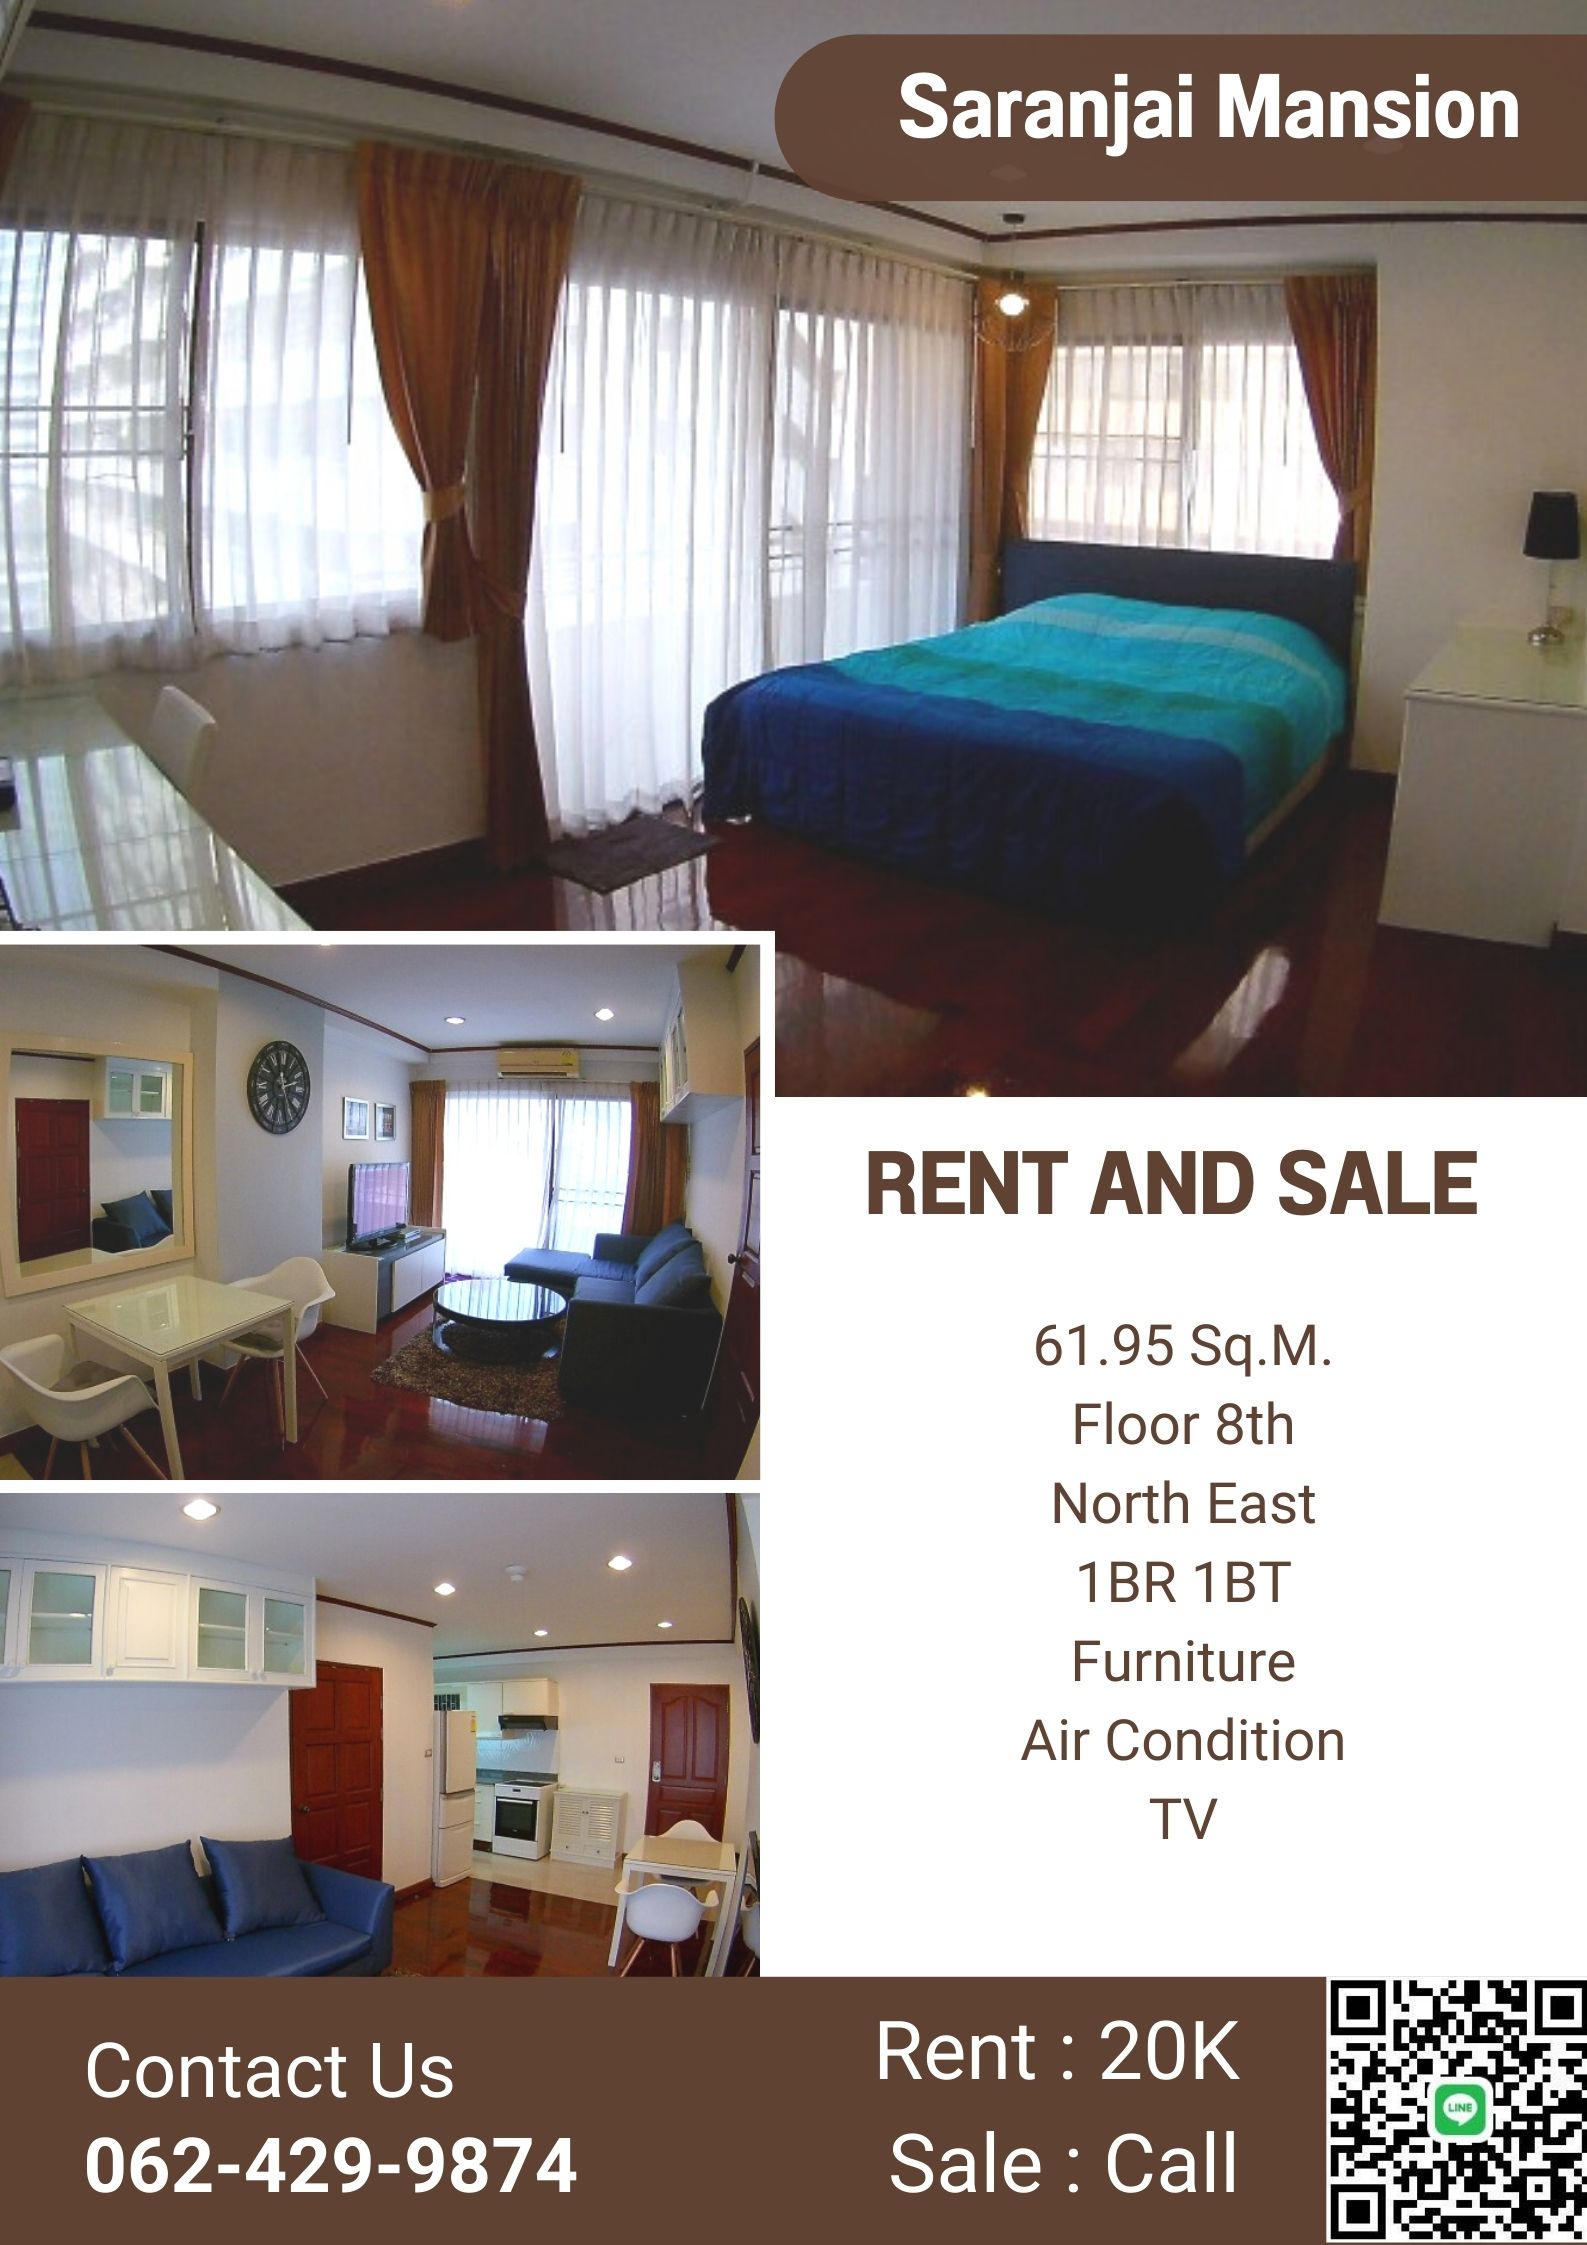 Saranjai Mansion
RENT AND SALE
61.95 Sq.M.
Floor 8th
North East
1BR 1BT
Furniture
Air Condition
TV
Contact Us
062-429-9874
Rent : 20K
Sale : Call
LINE